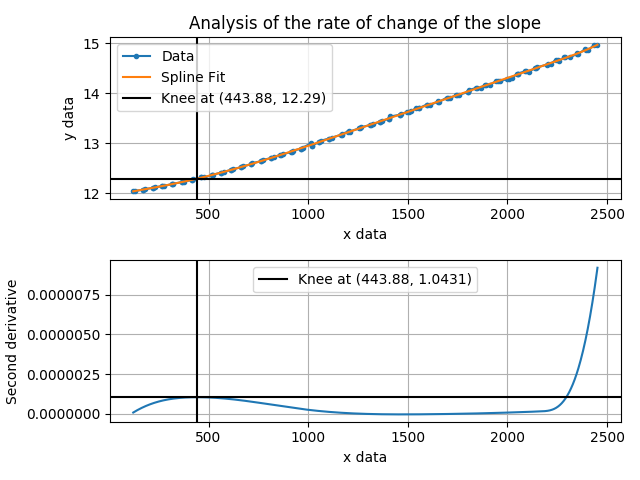 Analysis of the rate of change of the slope
15
14
13
12
y data
Data
Spline Fit
Knee at (443.88, 12.29)
500
1000
1500
2000
2500
x data
0.0000075
0.0000050
0.0000025
0.0000000
Second derivative
Knee at (443.88, 1.0431)
500
1000
1500
2000
2500
x data